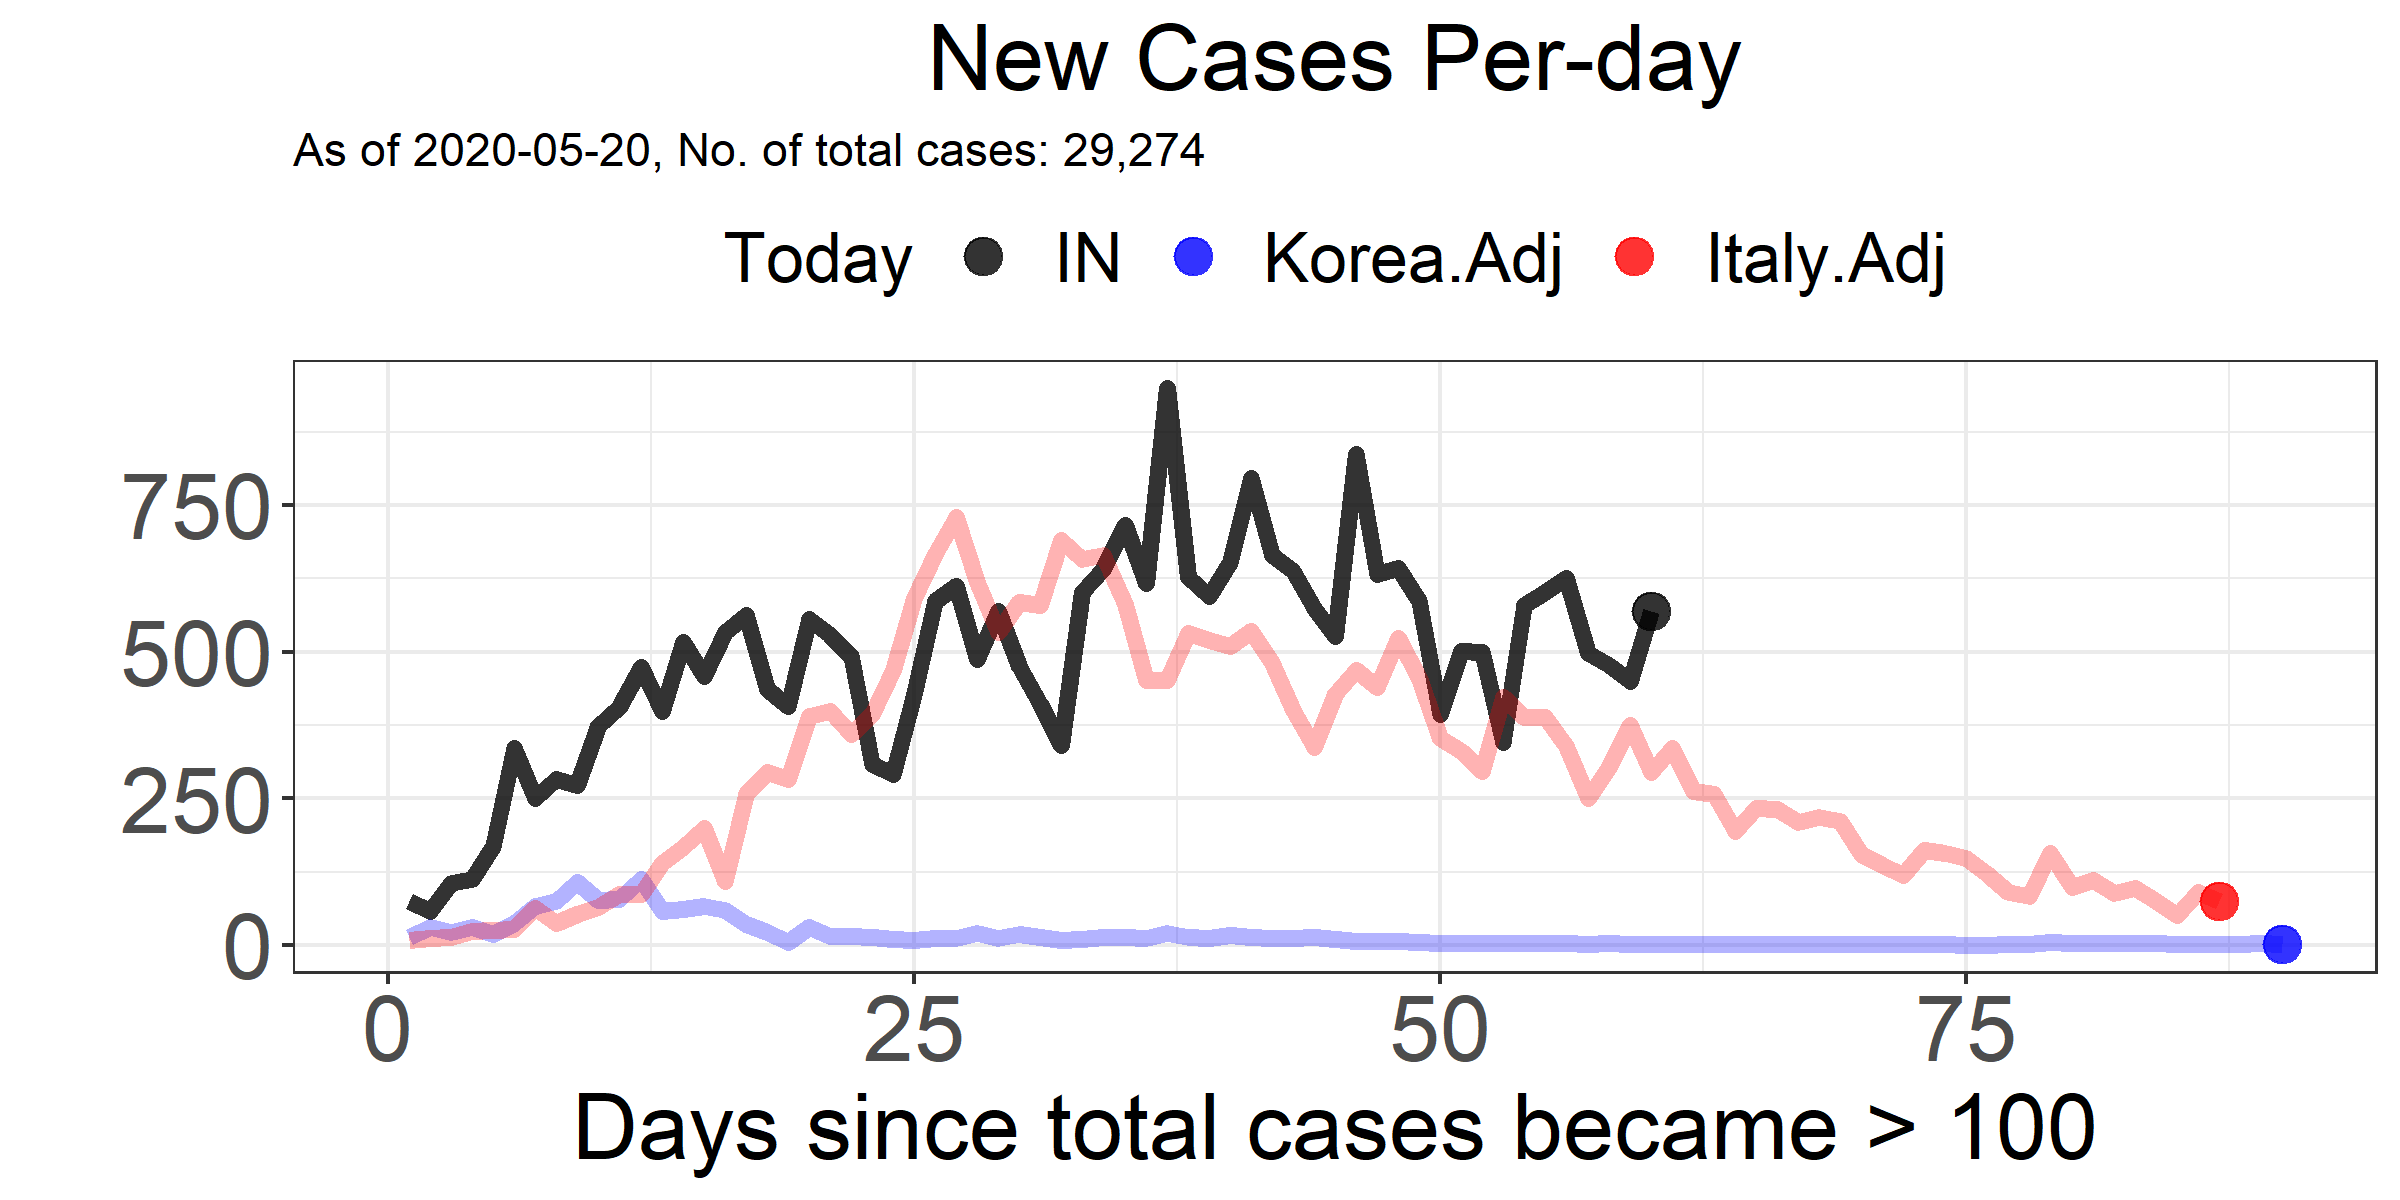 New Cases Per-day
As of 2020-05-20, No. of total cases: 29,274
Today IN Korea.Adj Italy.Adj
750
500
250
0
0 25 50 75
Days since total cases became > 100